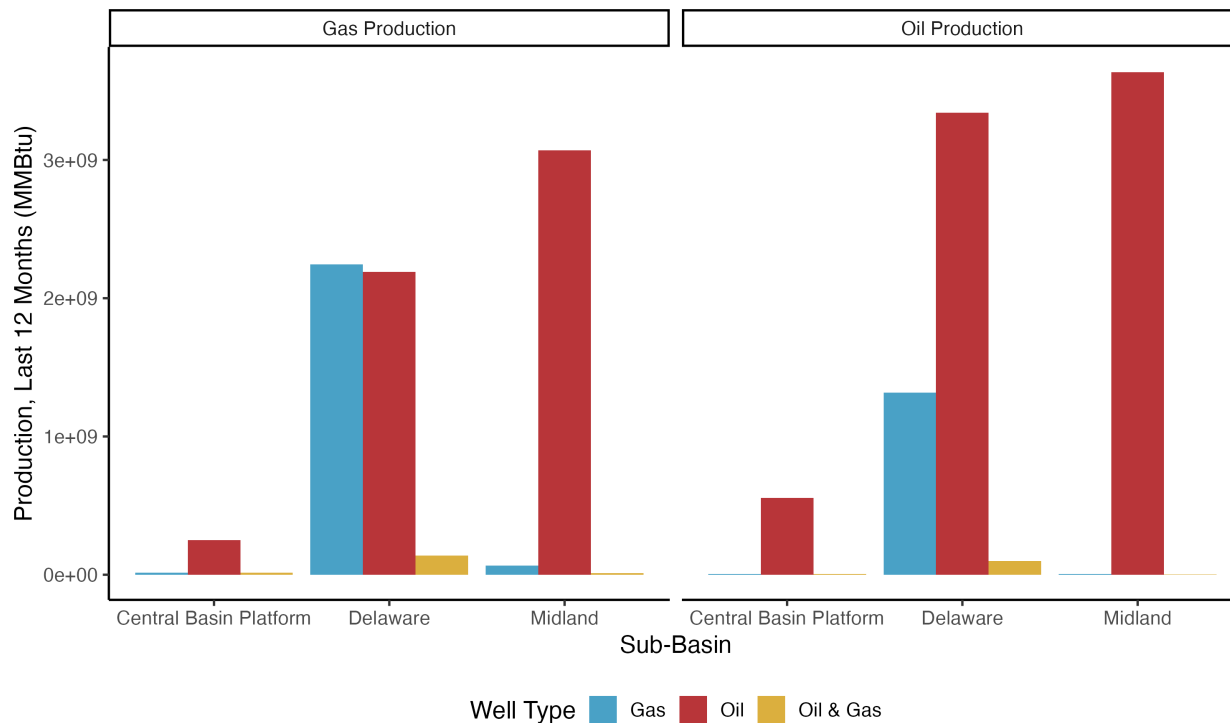 Gas Production
Oil Production
Production, Last 12 Months (MMBtu)
3e+09
2e+09
1e+09
0e+00
Central Basin Platform Delaware Midland
Central Basin Platform Delaware Midland
Sub-Basin
Well Type Gas Oil Oil & Gas